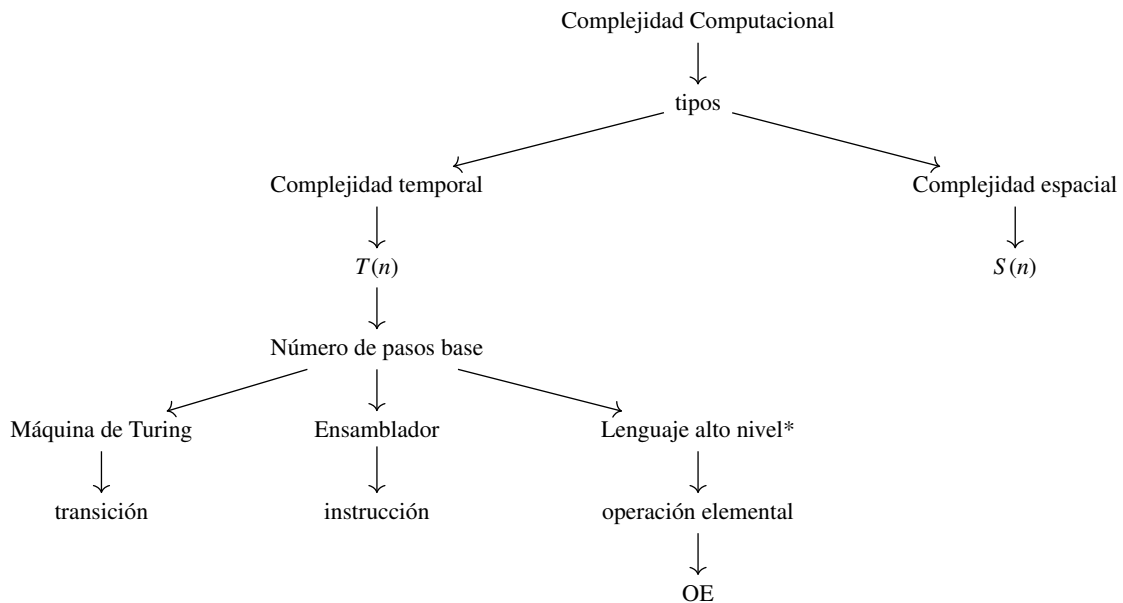 Complejidad Computacional
tipos
Complejidad temporal
Complejidad espacial
T(n)
S(n)
Número de pasos base
Máquina de Turing
Ensamblador
Lenguaje alto nivel*
transición
instrucción
operación elemental
OE